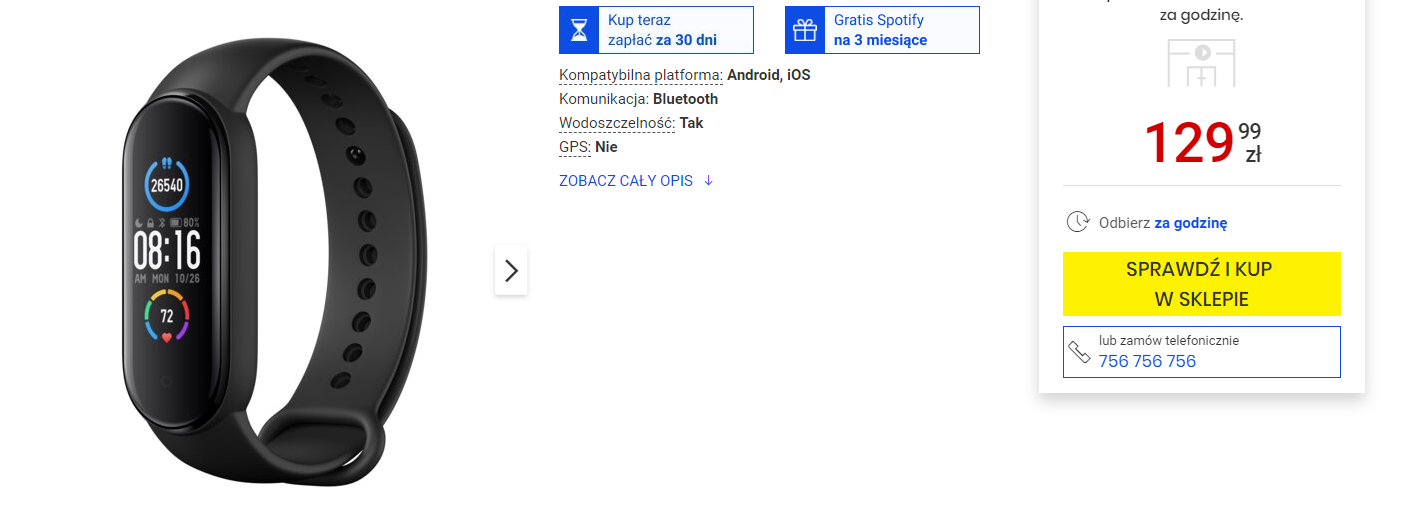 26540
80%
08:16
AM MON 10/26
72
Kup teraz
zapłać za 30 dni
Gratis Spotify
na 3 miesiące
Kompatybilna platforma: Android, iOS
Komunikacja: Bluetooth
Wodoszczelność: Tak
GPS: Nie
ZOBACZ CAŁY OPIS ↓
za godzinę.
129 99
zł
Odbierz za godzinę
SPRAWDŹ I KUP
W SKLEPIE
lub zamów telefonicznie
756 756 756